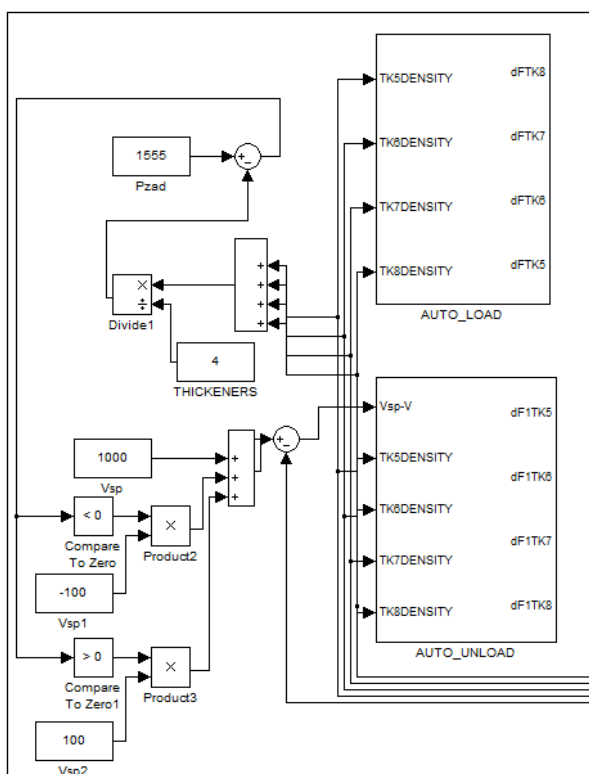 TK5DENSITY
dFTK8
TK6DENSITY
dFTK7
TK7DENSITY
dFTK6
TK8DENSITY
dFTK5
AUTO_LOAD
1555
Pzad
+
−
×
÷
Divide1
+
+
+
+
4
THICKENERS
Vsp-V
dF1TK5
TK5DENSITY
dF1TK6
TK6DENSITY
dF1TK7
TK7DENSITY
dF1TK8
TK8DENSITY
AUTO_UNLOAD
+
−
1000
Vsp
+
+
+
< 0
Compare
To Zero
×
Product2
-100
Vsp1
> 0
Compare
To Zero1
×
Product3
100
Vsp2